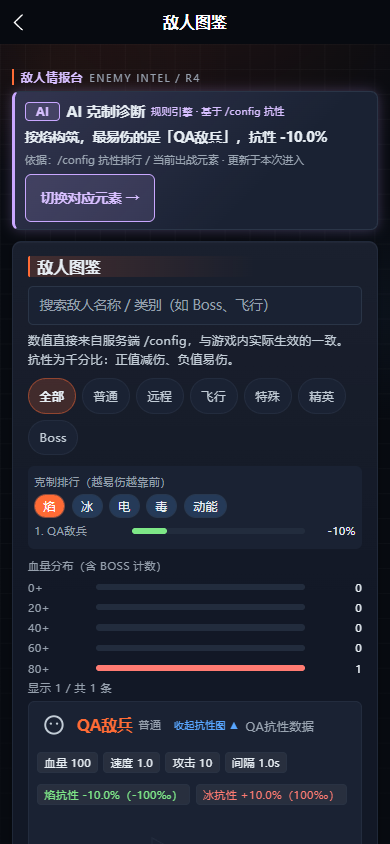 敌人图鉴
敌人情报台 ENEMY INTEL / R4
AI AI 克制诊断 规则引擎 · 基于 /config 抗性
按焰构筑，最易伤的是「QA敌兵」，抗性 -10.0%
依据：/config 抗性排行 / 当前出战元素 · 更新于本次进入
切换对应元素 →
敌人图鉴
搜索敌人名称 / 类别（如 Boss、飞行）
数值直接来自服务端 /config，与游戏内实际生效的一致。
抗性为千分比：正值减伤、负值易伤。
全部 普通 远程 飞行 特殊 精英
Boss
克制排行（越易伤越靠前）
焰 冰 电 毒 动能
1. QA敌兵 -10%
血量分布（含 BOSS 计数）
0+ 0
20+ 0
40+ 0
60+ 0
80+ 1
显示 1 / 共 1 条
QA敌兵 普通 收起抗性图 ▲ QA抗性数据
血量 100 速度 1.0 攻击 10 间隔 1.0s
焰抗性 -10.0%（-100‰） 冰抗性 +10.0%（100‰）